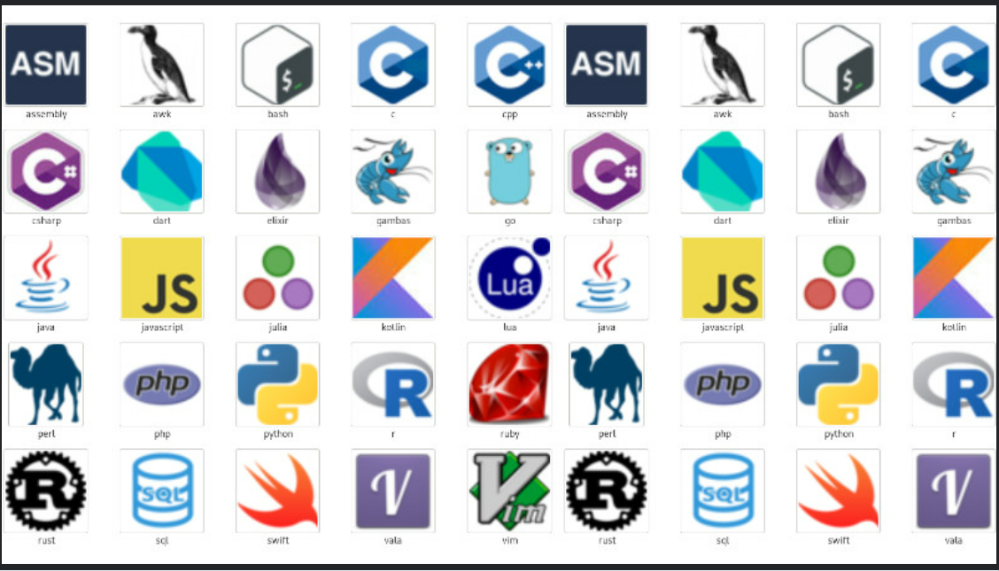 ASM $_ C C++ ASM $_ C
assembly awk bash c cpp assembly awk bash c
C# C#
csharp dart elixir gambas go csharp dart elixir gambas
JS Lua JS
java javascript julia kotlin lua java javascript julia kotlin
php R php R
perl php python r ruby perl php python r
R SQL V Vim R SQL V
rust sql swift vala vim rust sql swift vala